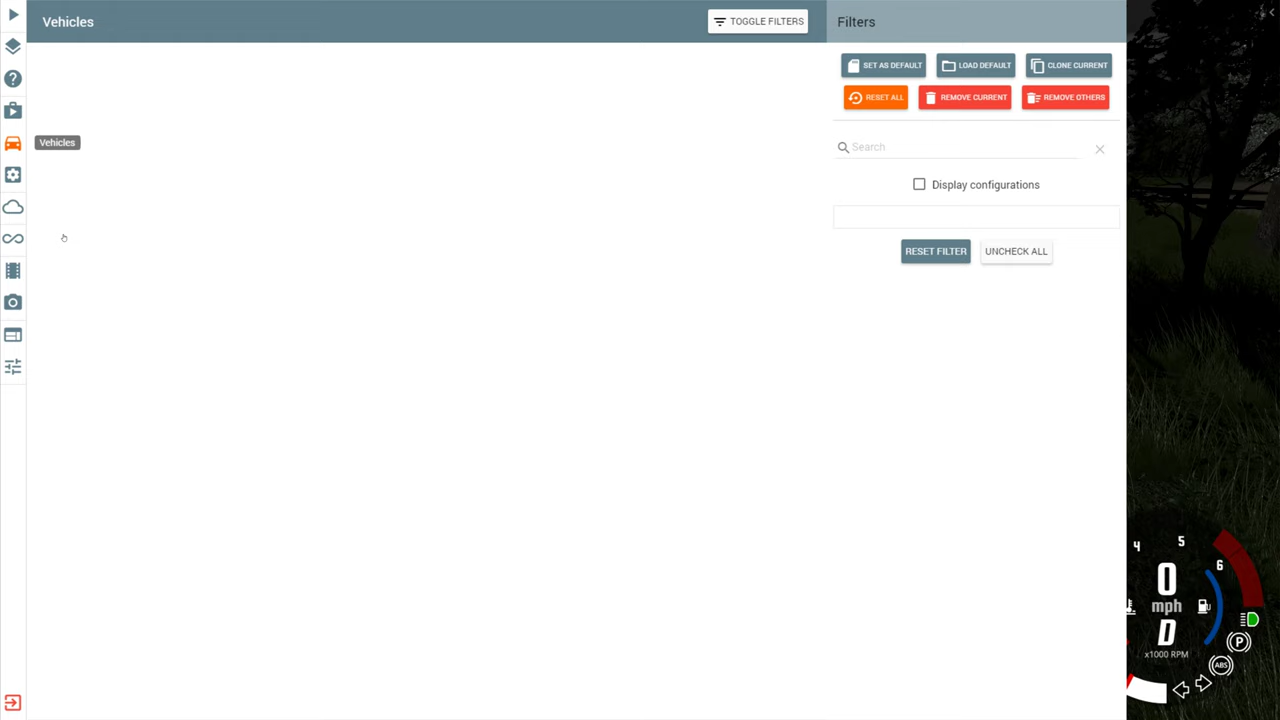 Vehicles
TOGGLE FILTERS
Filters
SET AS DEFAULT
LOAD DEFAULT
CLONE CURRENT
RESET ALL
REMOVE CURRENT
REMOVE OTHERS
Vehicles
Search
Display configurations
RESET FILTER
UNCHECK ALL
4
5
6
0
mph
D
x1000 RPM
P
ABS